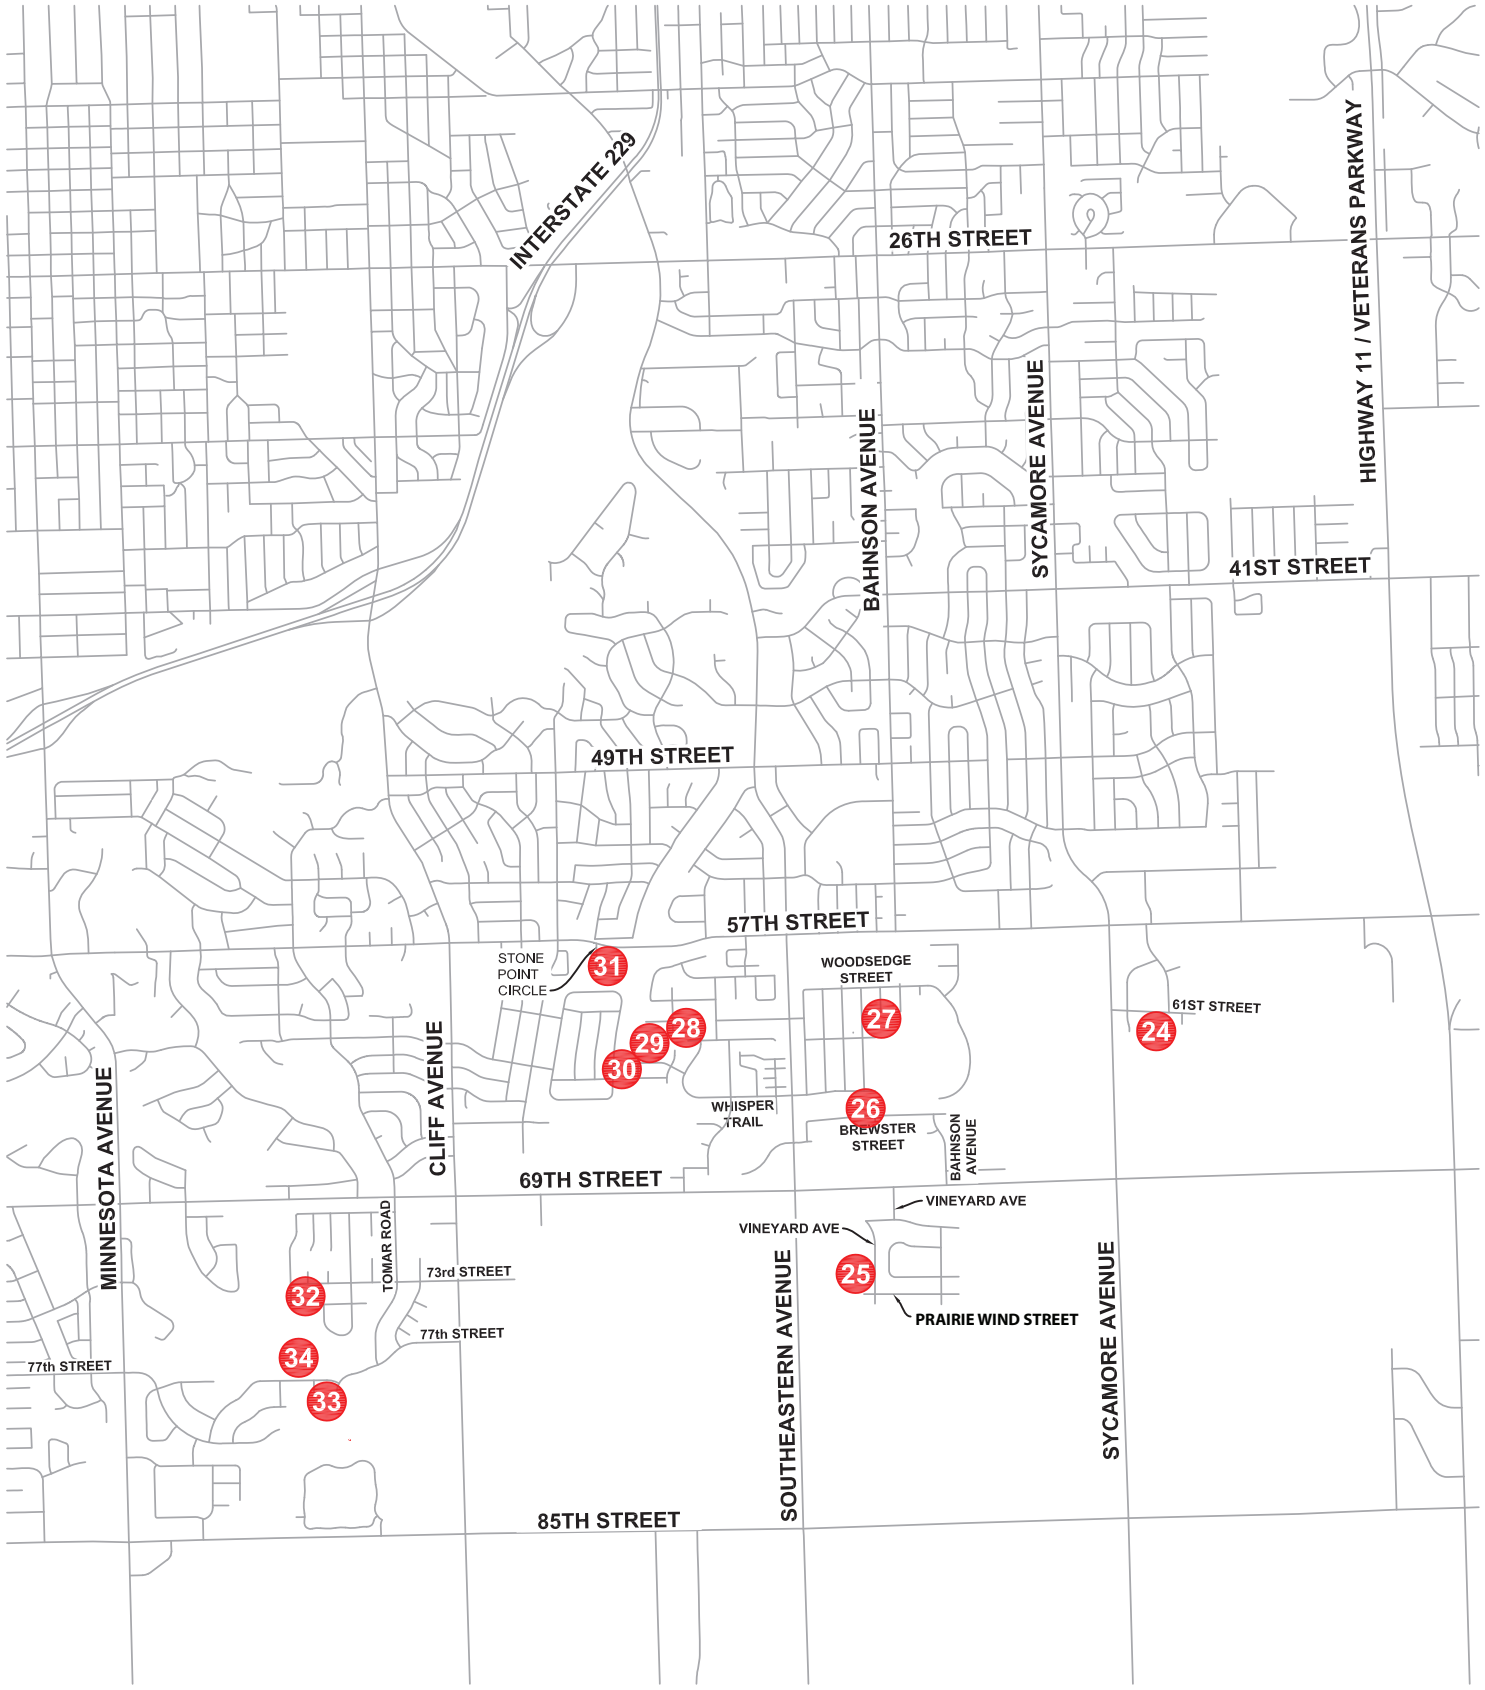 INTERSTATE 229
26TH STREET
HIGHWAY 11 / VETERANS PARKWAY
SYCAMORE AVENUE
BAHNSON AVENUE
41ST STREET
49TH STREET
57TH STREET
STONE
POINT
CIRCLE
31
WOODSEDGE
STREET
61ST STREET
27
28
24
29
30
CLIFF AVENUE
MINNESOTA AVENUE
WHISPER
TRAIL
26
BREWSTER
STREET
BAHNSON
AVENUE
69TH STREET
VINEYARD AVE
VINEYARD AVE
TOMAR ROAD
73rd STREET
25
32
PRAIRIE WIND STREET
77th STREET
34
77th STREET
33
SOUTHEASTERN AVENUE
SYCAMORE AVENUE
85TH STREET